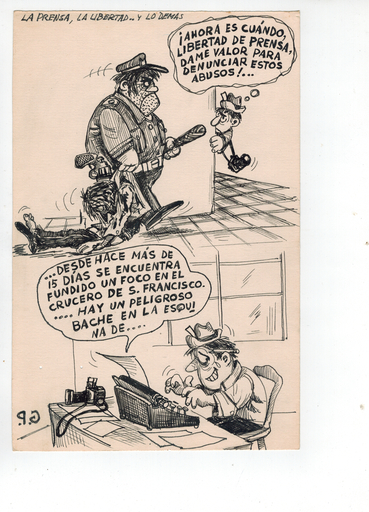 LA PRENSA, LA LIBERTAD.. Y LO DEMAS
¡AHORA ES CUÁNDO,
LIBERTAD DE PRENSA,
DAME VALOR PARA
DENUNCIAR ESTOS
ABUSOS!...
...DESDE HACE MÁS DE
15 DÍAS SE ENCUENTRA
FUNDIDO UN FOCO EN EL
CRUCERO DE S. FRANCISCO.
.... HAY UN PELIGROSO
BACHE EN LA ESQUI
NA DE....
G.P.